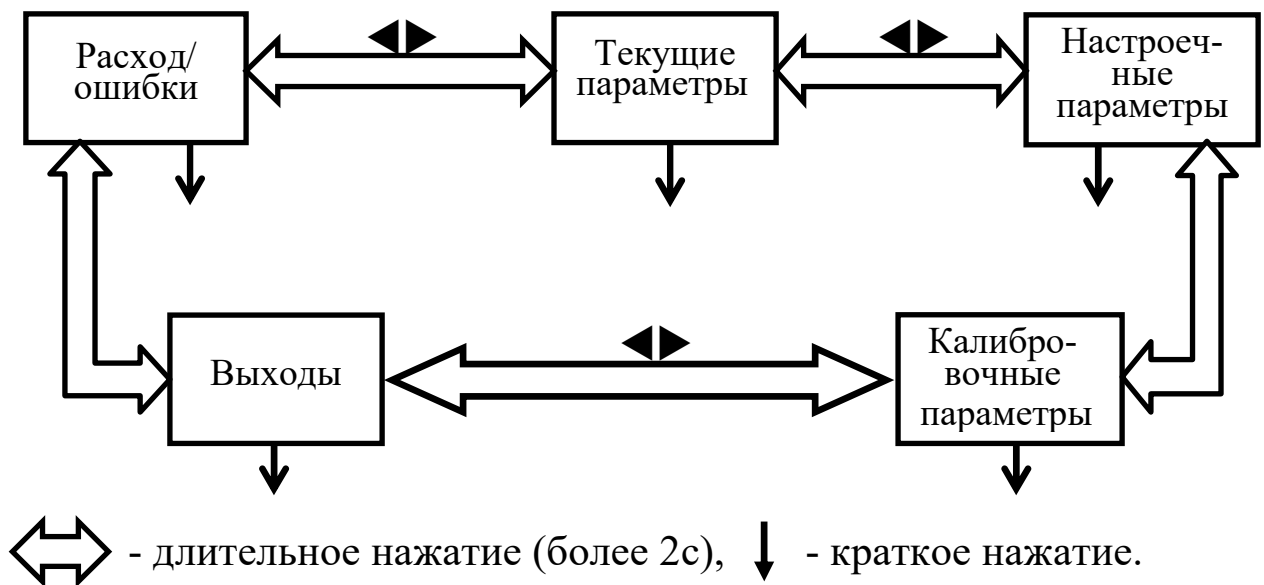 Расход/
ошибки
Текущие
параметры
Настроеч-
ные
параметры
Выходы
Калибро-
вочные
параметры
- длительное нажатие (более 2с), - краткое нажатие.